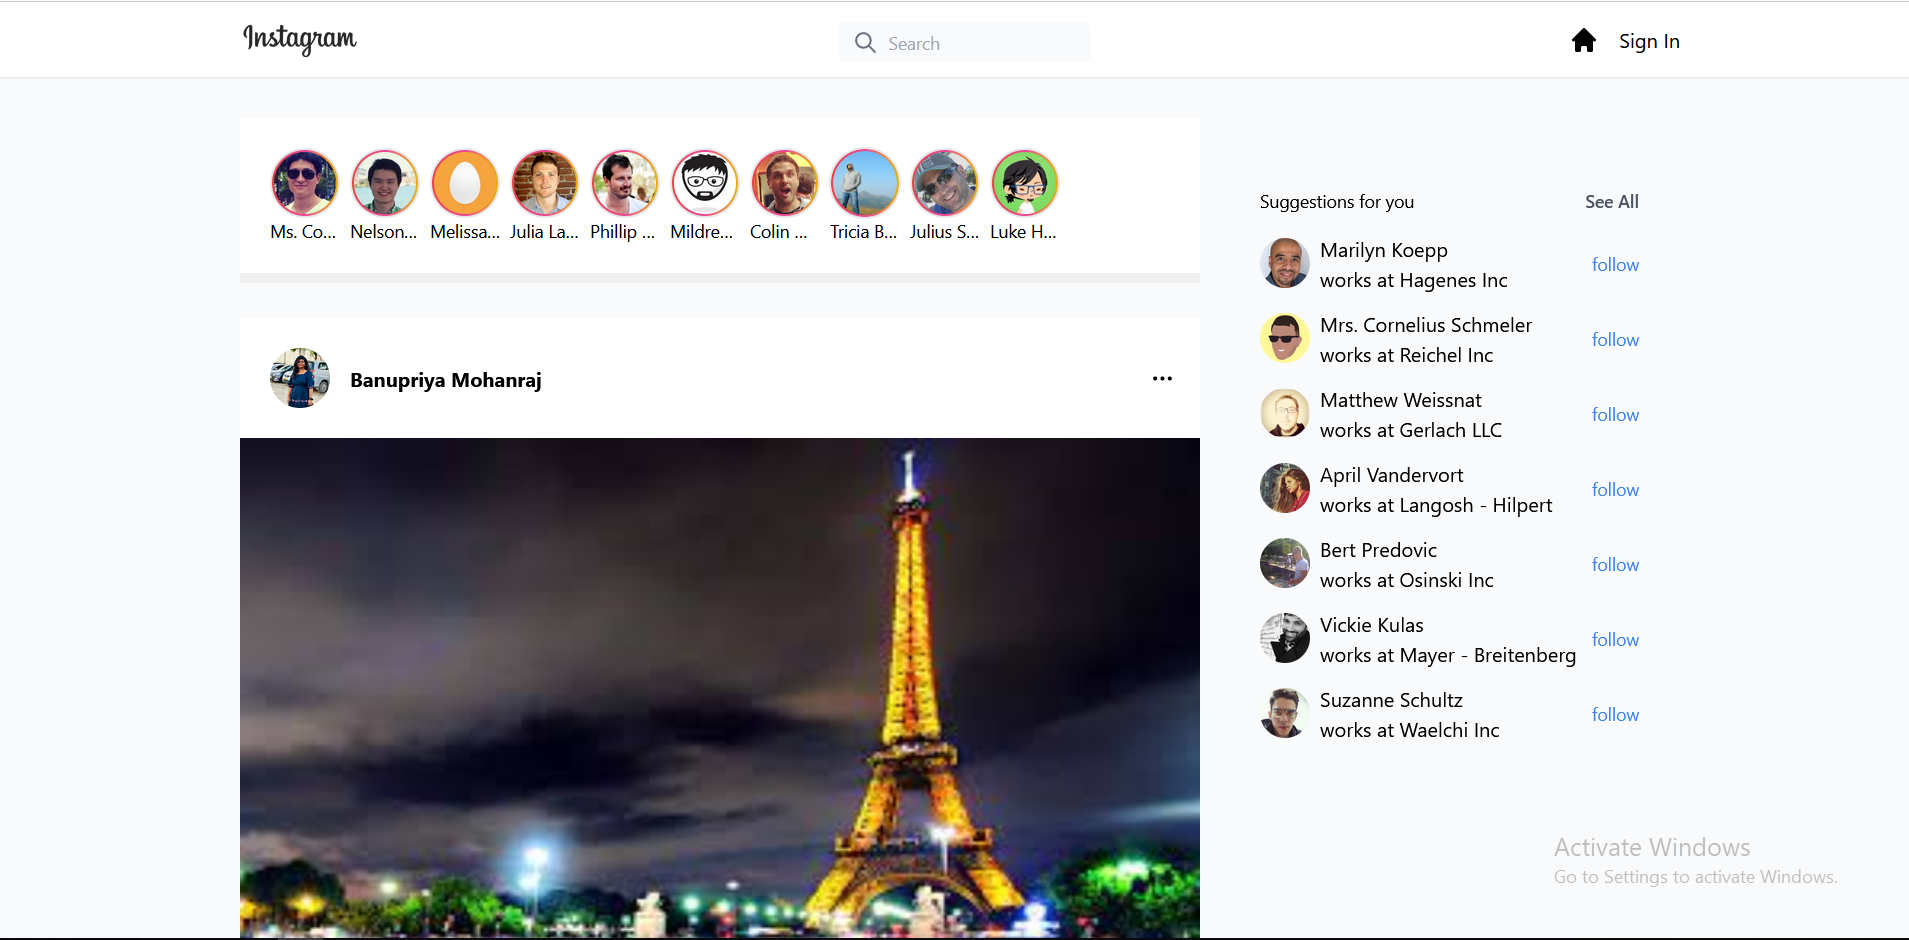 Instagram
Search
Sign In
Ms. Co...
Nelson...
Melissa...
Julia La...
Phillip ...
Mildre...
Colin ...
Tricia B...
Julius S...
Luke H...
Banupriya Mohanraj
Suggestions for you
See All
Marilyn Koepp
works at Hagenes Inc
follow
Mrs. Cornelius Schmeler
works at Reichel Inc
follow
Matthew Weissnat
works at Gerlach LLC
follow
April Vandervort
works at Langosh - Hilpert
follow
Bert Predovic
works at Osinski Inc
follow
Vickie Kulas
works at Mayer - Breitenberg
follow
Suzanne Schultz
works at Waelchi Inc
follow
Activate Windows
Go to Settings to activate Windows.